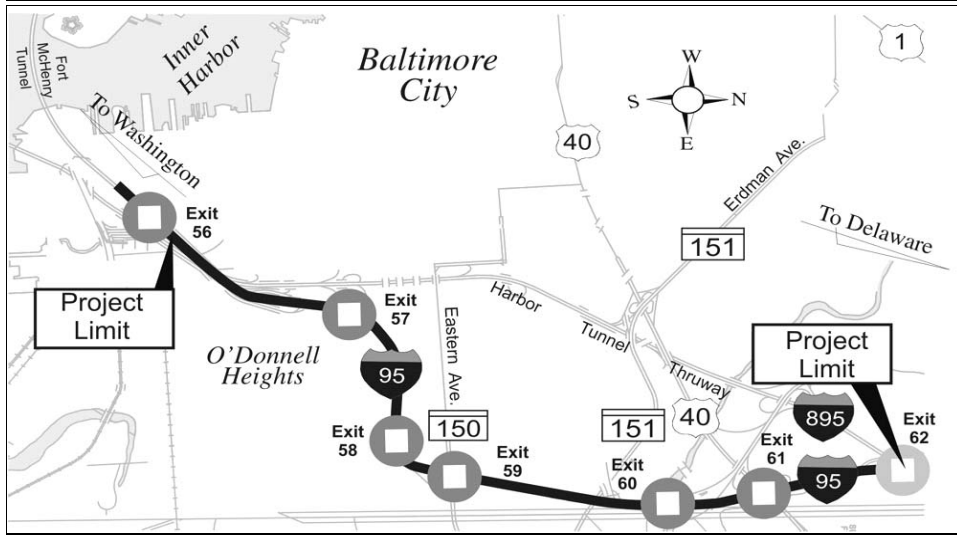 Inner
Harbor
Baltimore
City
1
Fort
McHenry
Tunnel
To Washington
W
S
N
E
40
Erdman Ave.
151
To Delaware
Exit
56
Project
Limit
Exit
57
Harbor
Tunnel
Thruway
O'Donnell
Heights
95
Eastern Ave.
Project
Limit
Exit
58
150
Exit
59
151
40
895
Exit
62
Exit
60
Exit
61
95